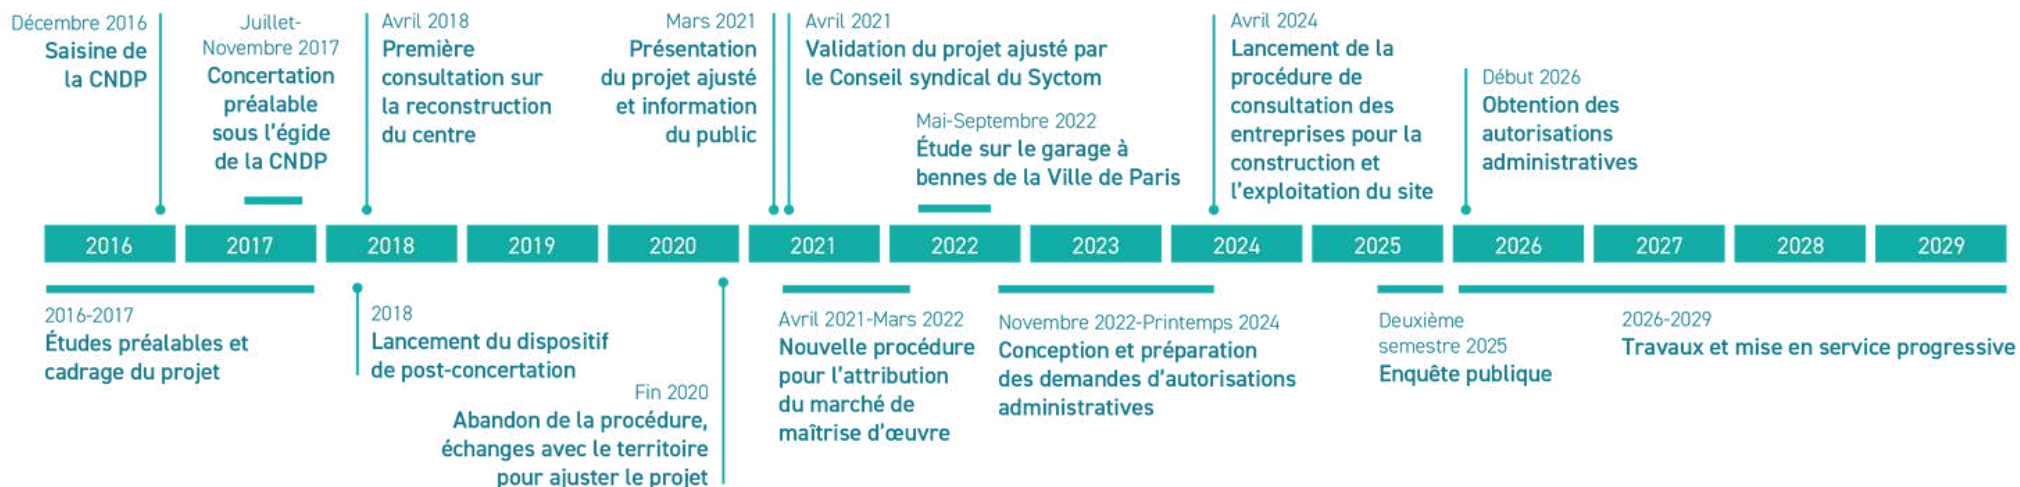 Décembre 2016
Saisine de
la CNDP
Juillet-
Novembre 2017
Concertation
préalable
sous l'égide
de la CNDP
Avril 2018
Première
consultation sur
la reconstruction
du centre
Mars 2021
Présentation
du projet ajusté
et information
du public
Avril 2021
Validation du projet ajusté par
le Conseil syndical du Syctom
Mai-Septembre 2022
Étude sur le garage à
bennes de la Ville de Paris
Avril 2024
Lancement de la
procédure de
consultation des
entreprises pour la
construction et
l'exploitation du site
Début 2026
Obtention des
autorisations
administratives
2016 2017 2018 2019 2020 2021 2022 2023 2024 2025 2026 2027 2028 2029
2016-2017
Études préalables et
cadrage du projet
2018
Lancement du dispositif
de post-concertation
Fin 2020
Abandon de la procédure,
échanges avec le territoire
pour ajuster le projet
Avril 2021-Mars 2022
Nouvelle procédure
pour l'attribution
du marché de
maîtrise d'œuvre
Novembre 2022-Printemps 2024
Conception et préparation
des demandes d'autorisations
administratives
Deuxième
semestre 2025
Enquête publique
2026-2029
Travaux et mise en service progressive